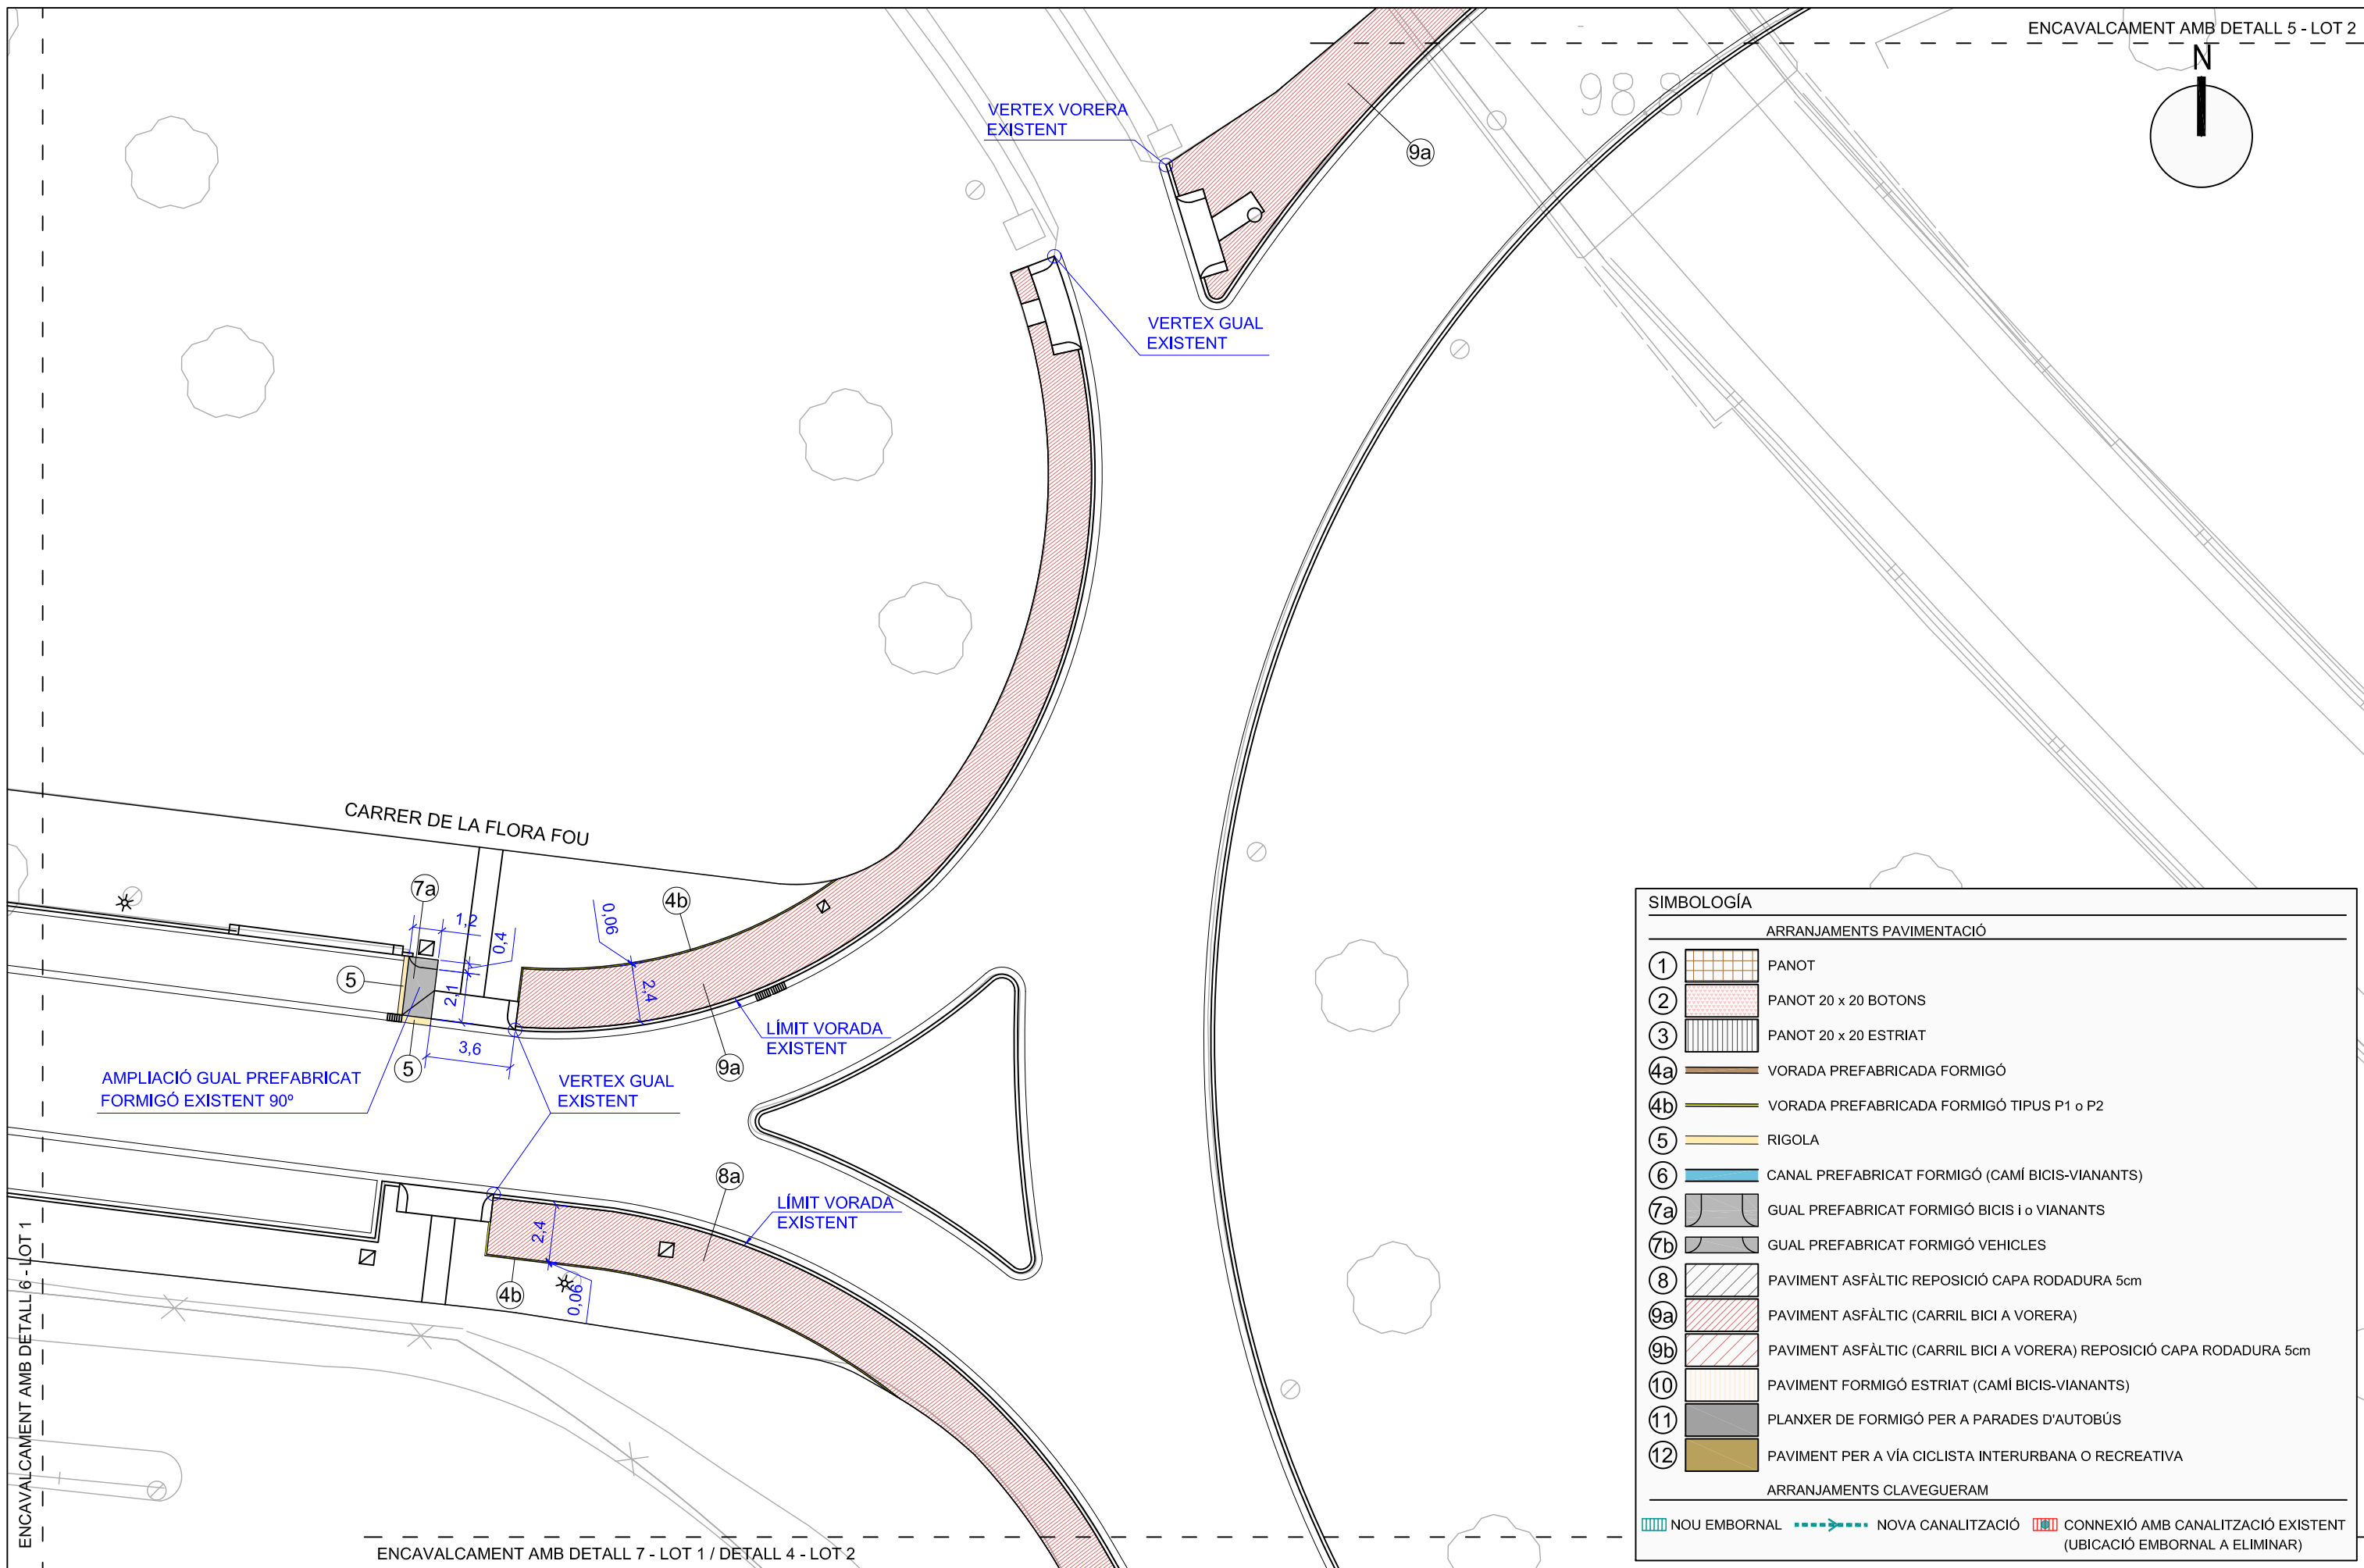 ENCAVALCAMENT AMB DETALL 5 - LOT 2
N
98.87
VERTEX VORERA
EXISTENT
9a
VERTEX GUAL
EXISTENT
CARRER DE LA FLORA FOU
7a
1,2
0,4
4b
0,06
5
2,1
2,4
3,6
5
LÍMIT VORADA
EXISTENT
9a
AMPLIACIÓ GUAL PREFABRICAT
FORMIGÓ EXISTENT 90º
VERTEX GUAL
EXISTENT
8a
LÍMIT VORADA
EXISTENT
2,4
4b
0,06
ENCAVALCAMENT AMB DETALL 6 - LOT 1
ENCAVALCAMENT AMB DETALL 7 - LOT 1 / DETALL 4 - LOT 2
SIMBOLOGÍA
ARRANJAMENTS PAVIMENTACIÓ
1 PANOT
2 PANOT 20 x 20 BOTONS
3 PANOT 20 x 20 ESTRIAT
4a VORADA PREFABRICADA FORMIGÓ
4b VORADA PREFABRICADA FORMIGÓ TIPUS P1 o P2
5 RIGOLA
6 CANAL PREFABRICAT FORMIGÓ (CAMÍ BICIS-VIANANTS)
7a GUAL PREFABRICAT FORMIGÓ BICIS i o VIANANTS
7b GUAL PREFABRICAT FORMIGÓ VEHICLES
8 PAVIMENT ASFÀLTIC REPOSICIÓ CAPA RODADURA 5cm
9a PAVIMENT ASFÀLTIC (CARRIL BICI A VORERA)
9b PAVIMENT ASFÀLTIC (CARRIL BICI A VORERA) REPOSICIÓ CAPA RODADURA 5cm
10 PAVIMENT FORMIGÓ ESTRIAT (CAMÍ BICIS-VIANANTS)
11 PLANXER DE FORMIGÓ PER A PARADES D'AUTOBÚS
12 PAVIMENT PER A VÍA CICLISTA INTERURBANA O RECREATIVA
ARRANJAMENTS CLAVEGUERAM
NOU EMBORNAL NOVA CANALITZACIÓ CONNEXIÓ AMB CANALITZACIÓ EXISTENT
(UBICACIÓ EMBORNAL A ELIMINAR)